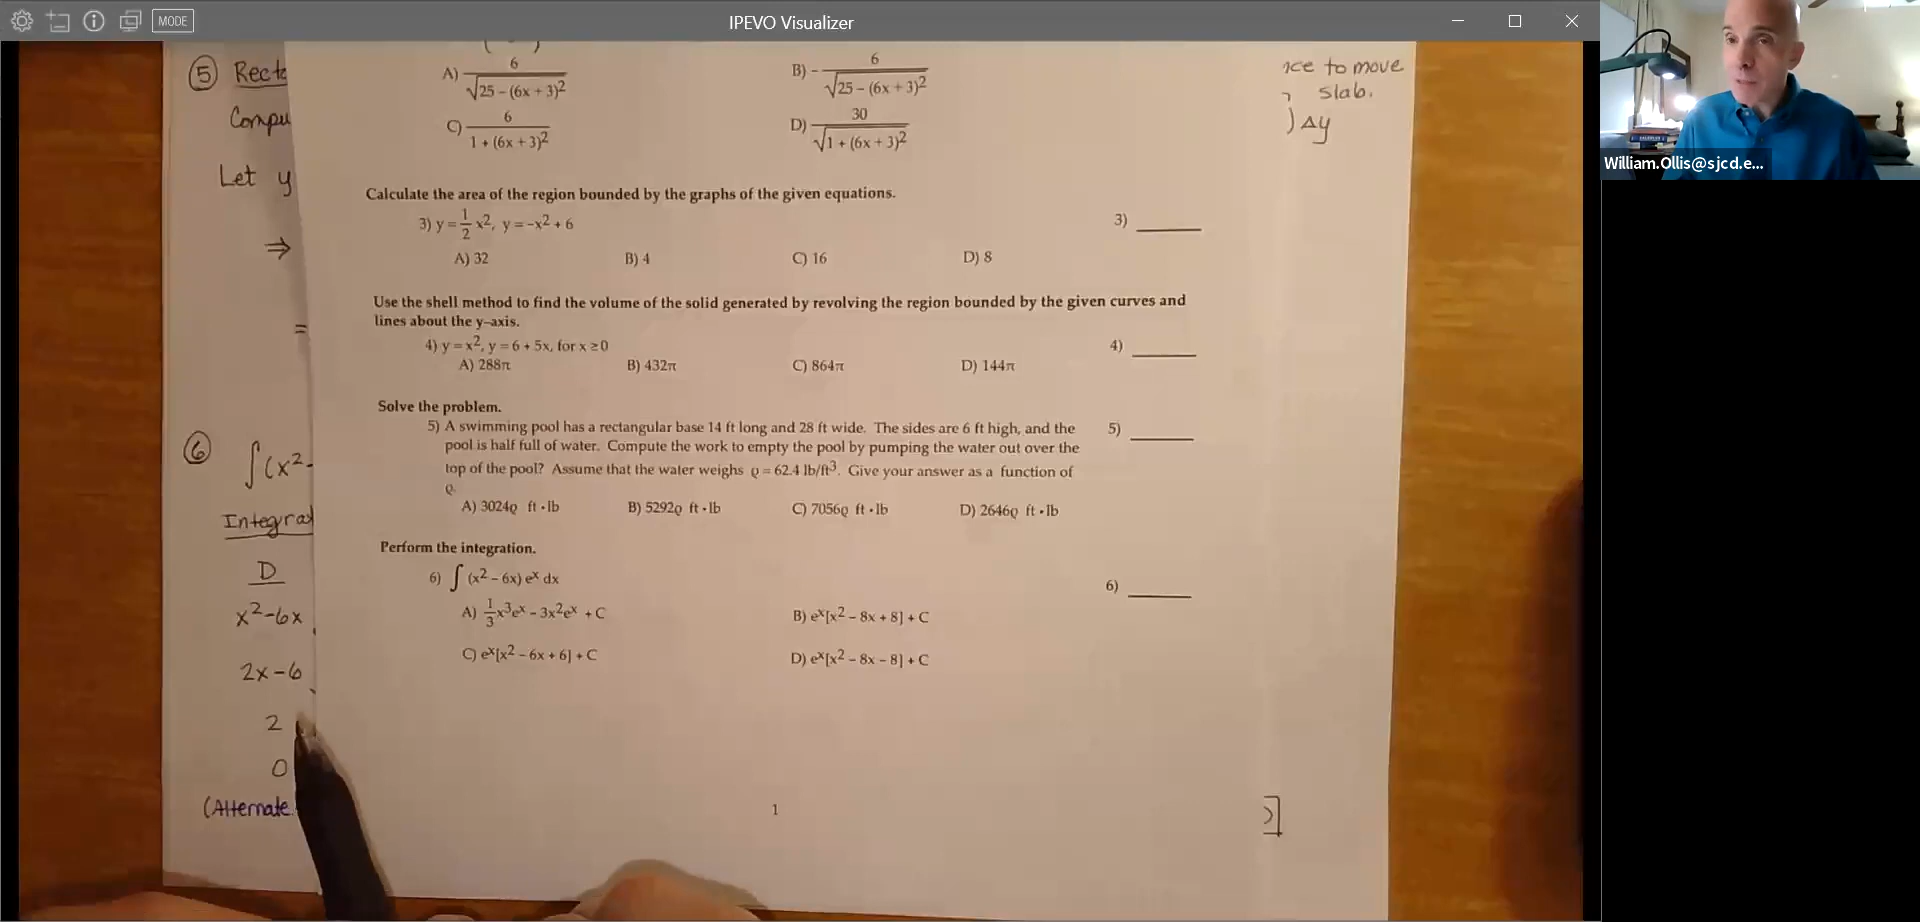 MODE
IPEVO Visualizer
William.Ollis@sjcd.e...
5 Recta
Compu
Let y
⇒
=
6 ∫(x²-
Integral
D
x²-6x
2x-6
2
0
(Alternate
A) 6/√25 - (6x + 3)²
B) - 6/√25 - (6x + 3)²
C) 6/1 + (6x + 3)²
D) 30/√1 + (6x + 3)²
Calculate the area of the region bounded by the graphs of the given equations.
3) y = 1/2 x², y = -x² + 6
3)
A) 32 B) 4 C) 16 D) 8
Use the shell method to find the volume of the solid generated by revolving the region bounded by the given curves and
lines about the y-axis.
4) y = x², y = 6 + 5x, for x ≥ 0
4)
A) 288π B) 432π C) 864π D) 144π
Solve the problem.
5) A swimming pool has a rectangular base 14 ft long and 28 ft wide. The sides are 6 ft high, and the
5)
pool is half full of water. Compute the work to empty the pool by pumping the water out over the
top of the pool? Assume that the water weighs ϱ = 62.4 lb/ft³. Give your answer as a function of
ϱ.
A) 3024ϱ ft · lb B) 5292ϱ ft · lb C) 7056ϱ ft · lb D) 2646ϱ ft · lb
Perform the integration.
6) ∫ (x² - 6x) eˣ dx
6)
A) 1/3 x³eˣ - 3x²eˣ + C
B) eˣ[x² - 8x + 8] + C
C) eˣ[x² - 6x + 6] + C
D) eˣ[x² - 8x - 8] + C
1
to move
slab.
) Δy